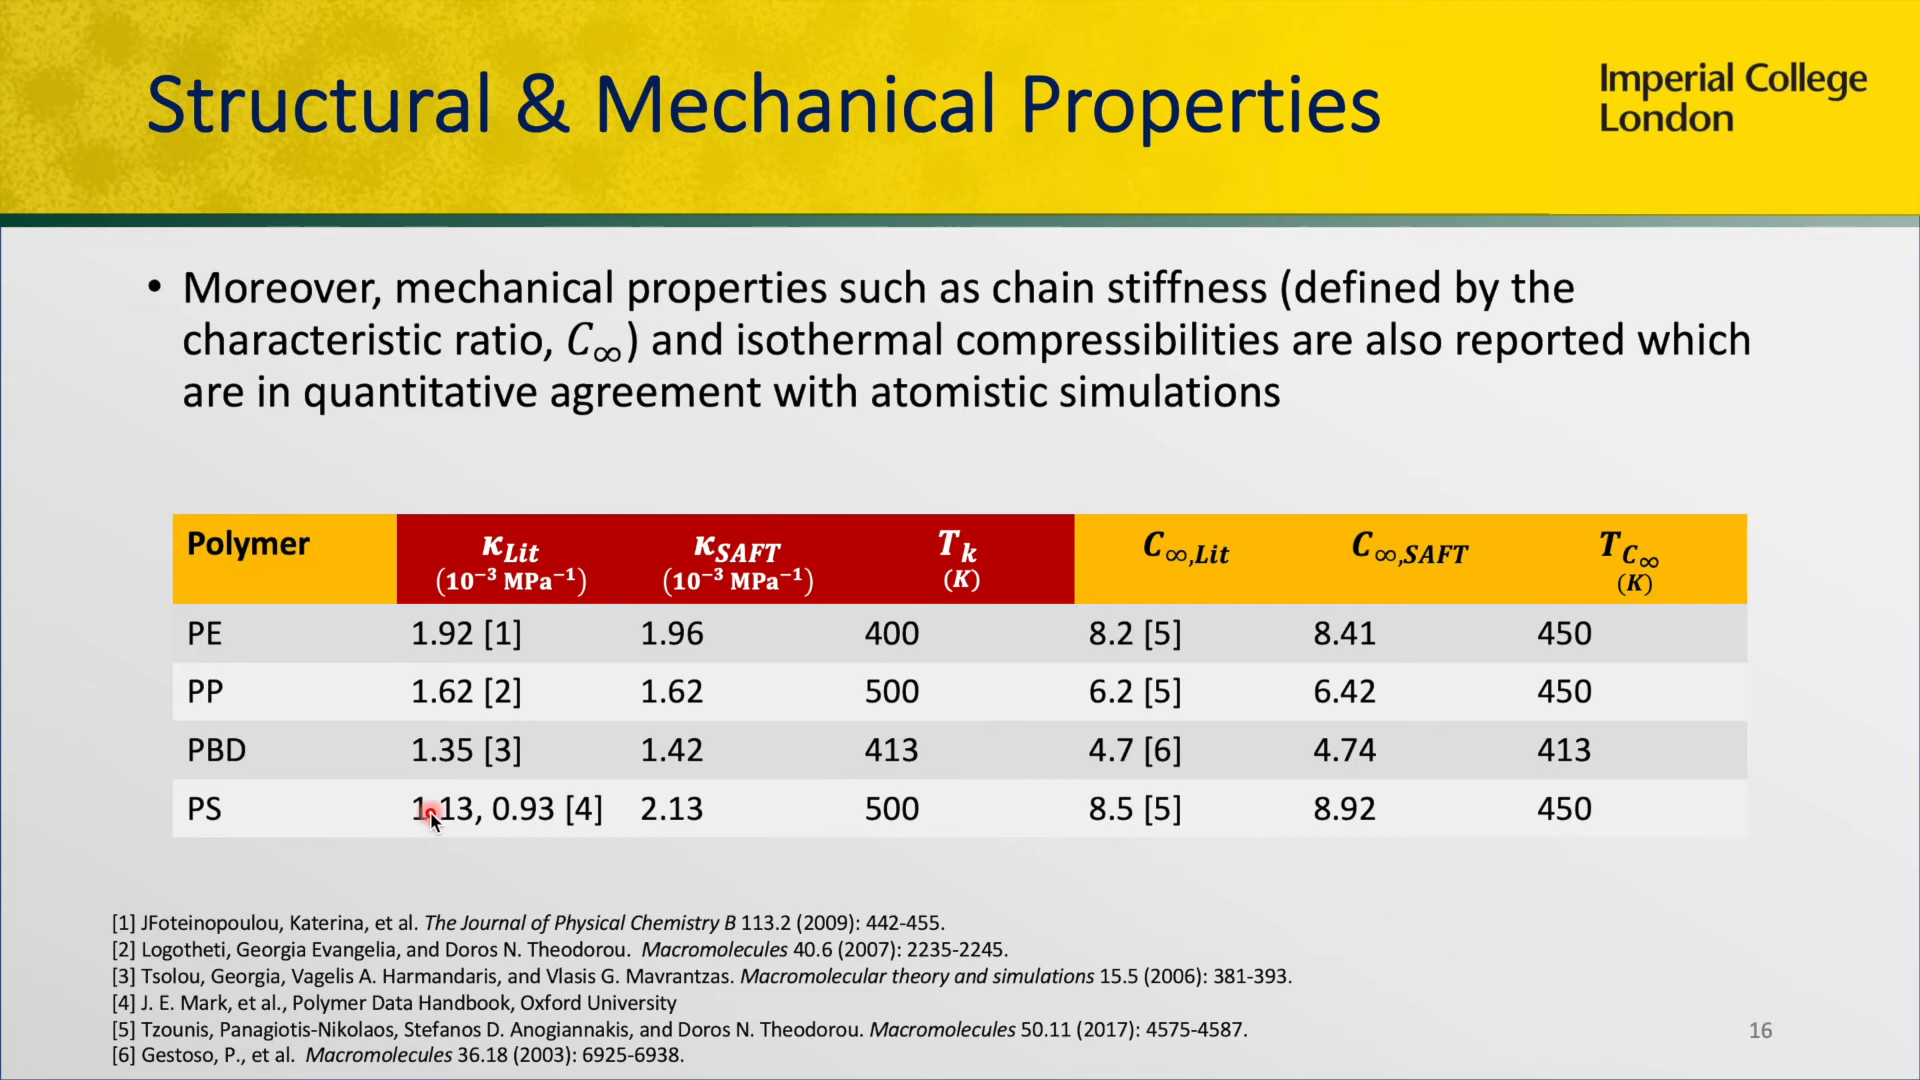 Structural & Mechanical Properties
Imperial College
London
• Moreover, mechanical properties such as chain stiffness (defined by the
characteristic ratio, C∞) and isothermal compressibilities are also reported which
are in quantitative agreement with atomistic simulations
Polymer κLit (10⁻³ MPa⁻¹) κSAFT (10⁻³ MPa⁻¹) Tk (K) C∞,Lit C∞,SAFT TC∞ (K)
PE 1.92 [1] 1.96 400 8.2 [5] 8.41 450
PP 1.62 [2] 1.62 500 6.2 [5] 6.42 450
PBD 1.35 [3] 1.42 413 4.7 [6] 4.74 413
PS 1.13, 0.93 [4] 2.13 500 8.5 [5] 8.92 450
[1] JFoteinopoulou, Katerina, et al. The Journal of Physical Chemistry B 113.2 (2009): 442-455.
[2] Logotheti, Georgia Evangelia, and Doros N. Theodorou. Macromolecules 40.6 (2007): 2235-2245.
[3] Tsolou, Georgia, Vagelis A. Harmandaris, and Vlasis G. Mavrantzas. Macromolecular theory and simulations 15.5 (2006): 381-393.
[4] J. E. Mark, et al., Polymer Data Handbook, Oxford University
[5] Tzounis, Panagiotis-Nikolaos, Stefanos D. Anogiannakis, and Doros N. Theodorou. Macromolecules 50.11 (2017): 4575-4587.
[6] Gestoso, P., et al. Macromolecules 36.18 (2003): 6925-6938.
16